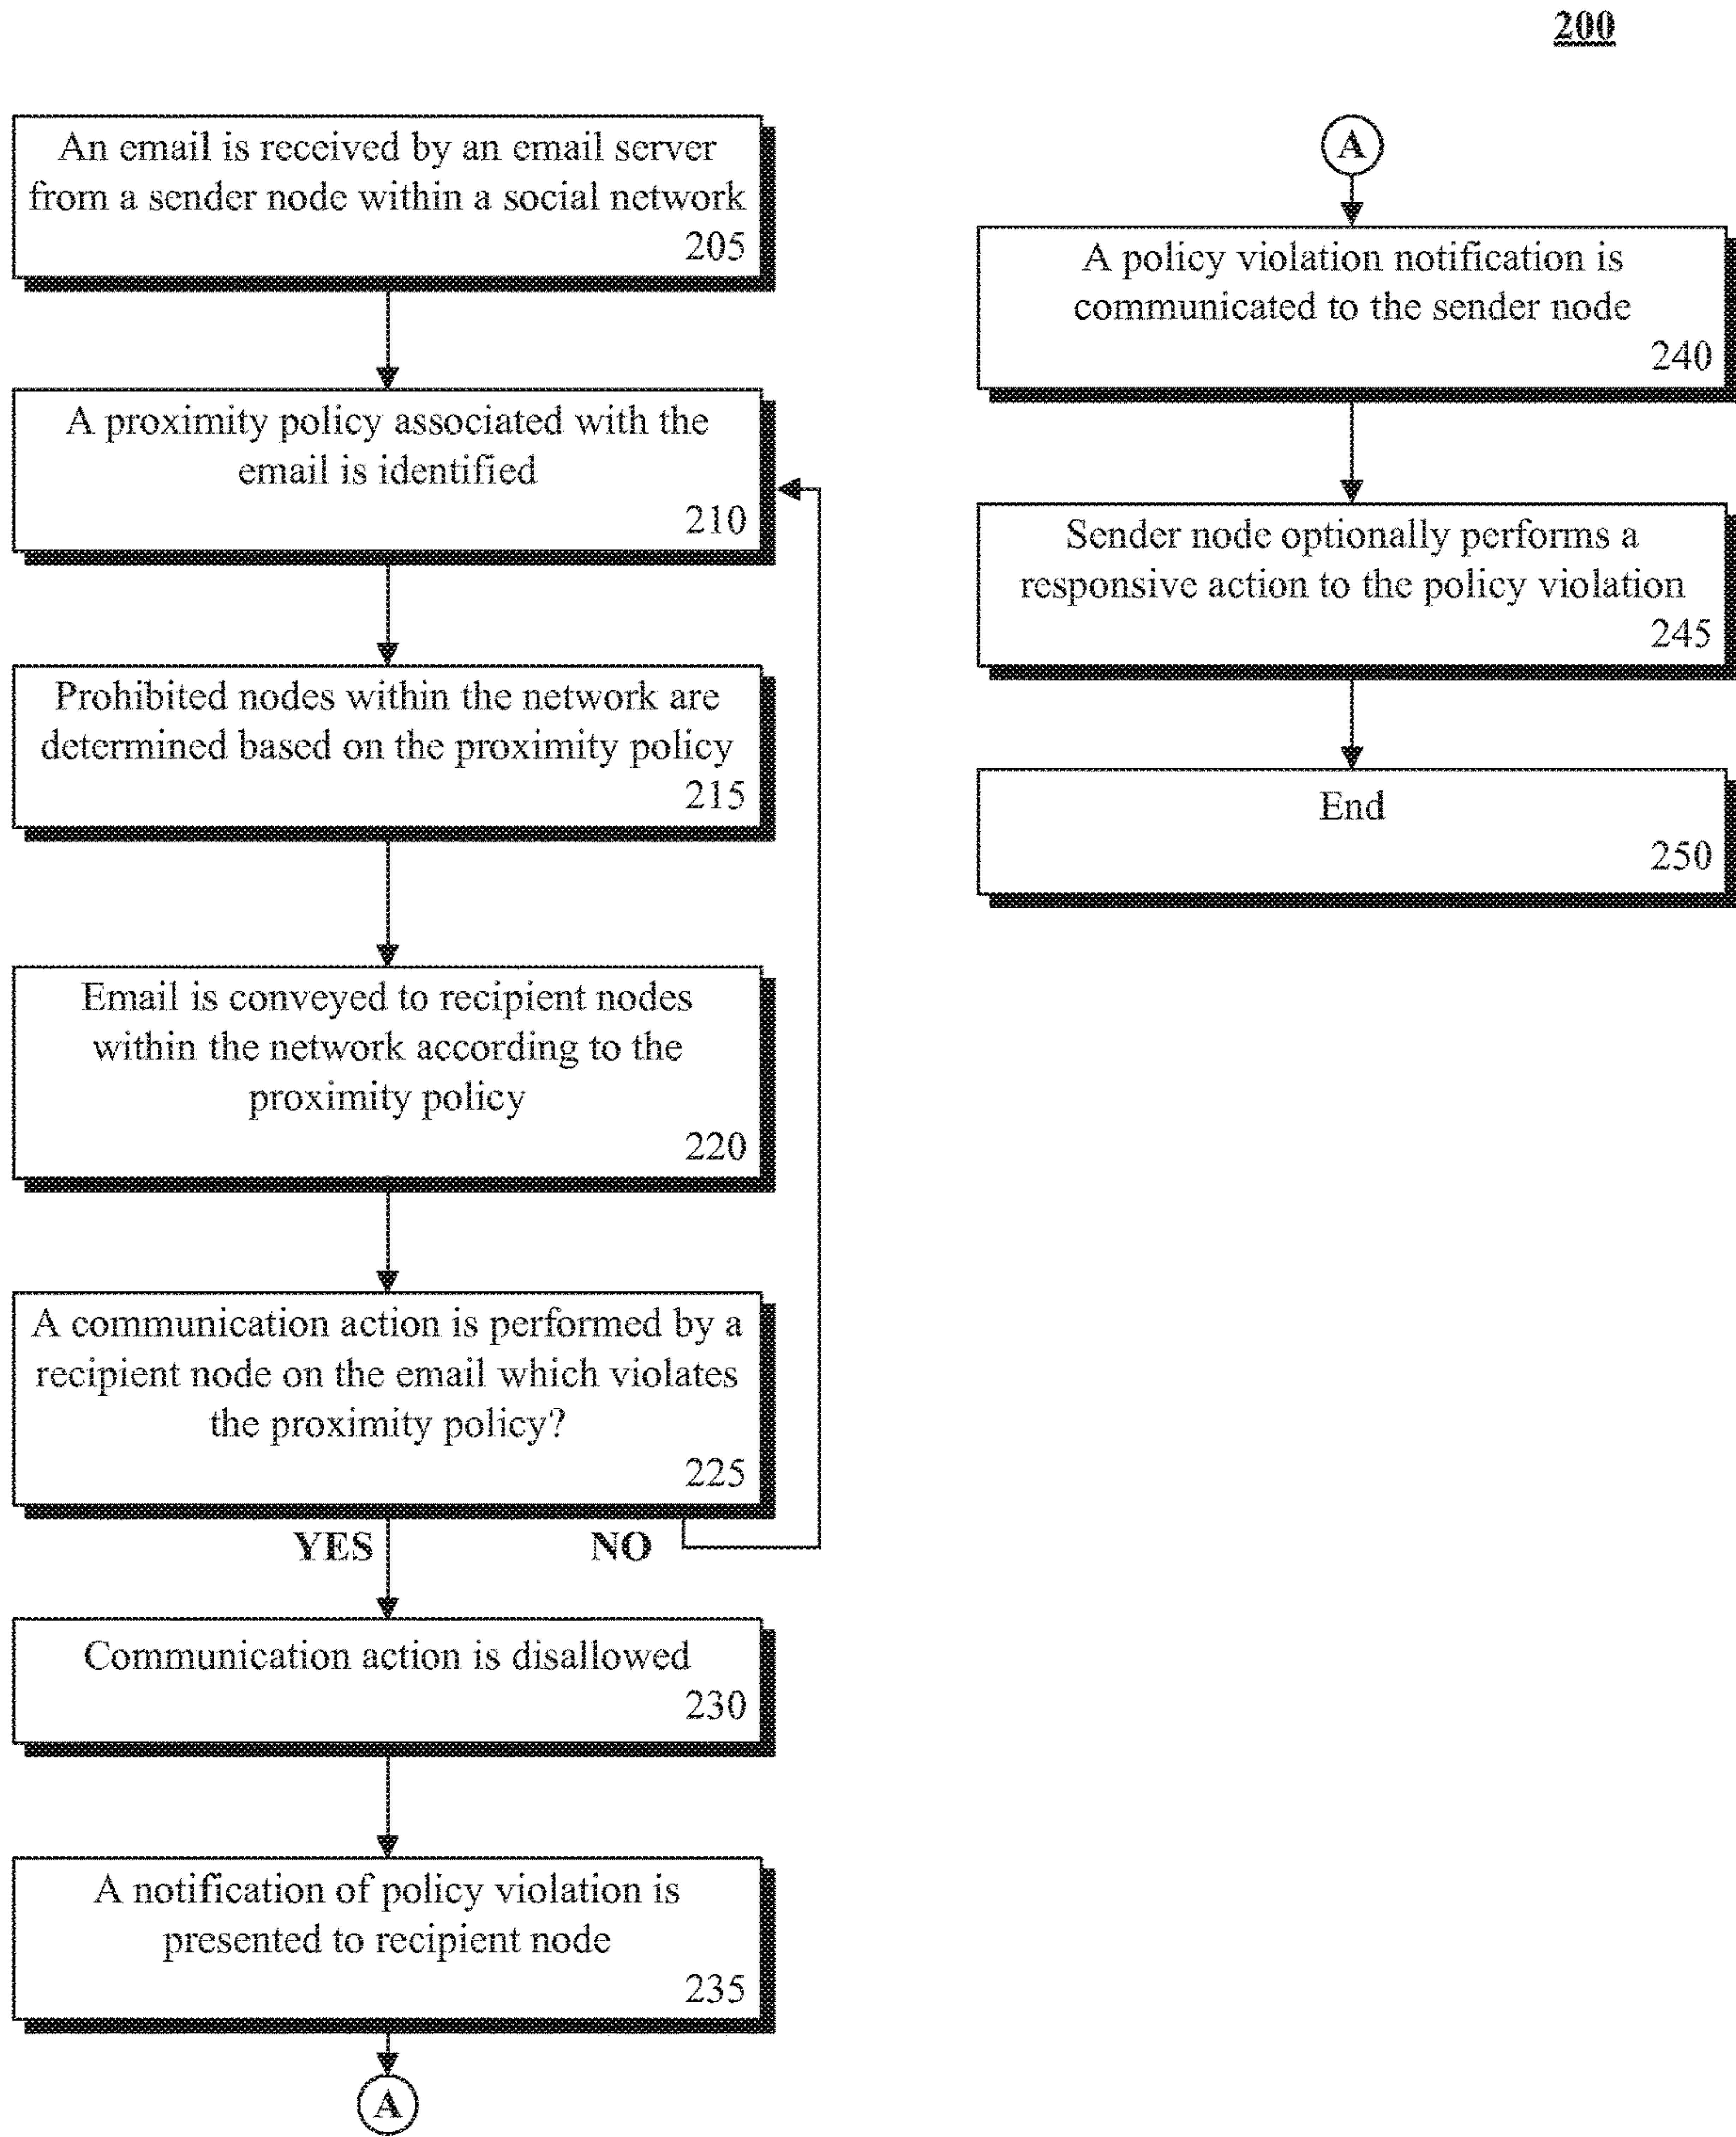 200
An email is received by an email server
from a sender node within a social network
205
A proximity policy associated with the
email is identified
210
Prohibited nodes within the network are
determined based on the proximity policy
215
Email is conveyed to recipient nodes
within the network according to the
proximity policy
220
A communication action is performed by a
recipient node on the email which violates
the proximity policy?
225
YES
NO
Communication action is disallowed
230
A notification of policy violation is
presented to recipient node
235
A
A
A policy violation notification is
communicated to the sender node
240
Sender node optionally performs a
responsive action to the policy violation
245
End
250